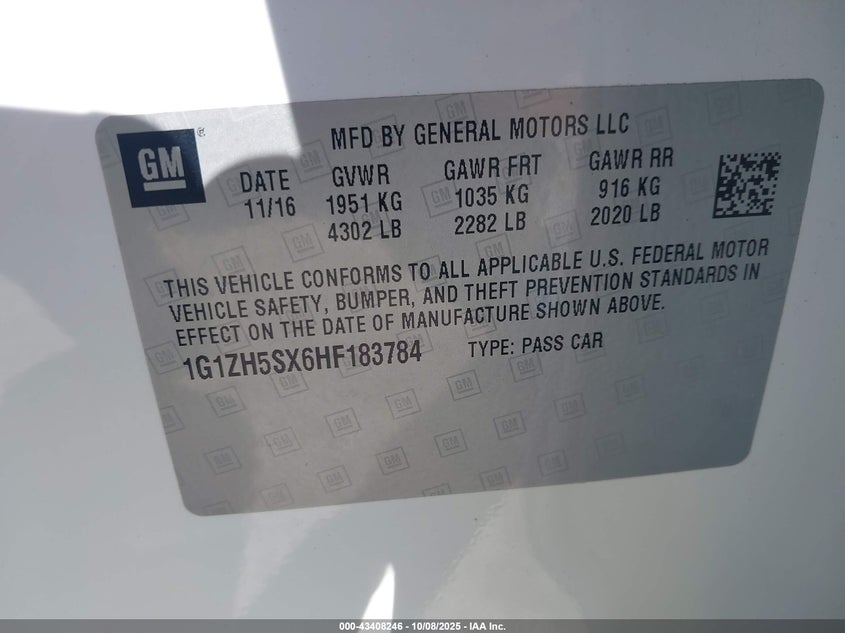 GM
MFD BY GENERAL MOTORS LLC
DATE GVWR GAWR FRT GAWR RR
11/16 1951 KG 1035 KG 916 KG
4302 LB 2282 LB 2020 LB
THIS VEHICLE CONFORMS TO ALL APPLICABLE U.S. FEDERAL MOTOR
VEHICLE SAFETY, BUMPER, AND THEFT PREVENTION STANDARDS IN
EFFECT ON THE DATE OF MANUFACTURE SHOWN ABOVE.
1G1ZH5SX6HF183784 TYPE: PASS CAR
000-43408246 - 10/08/2025 - IAA Inc.